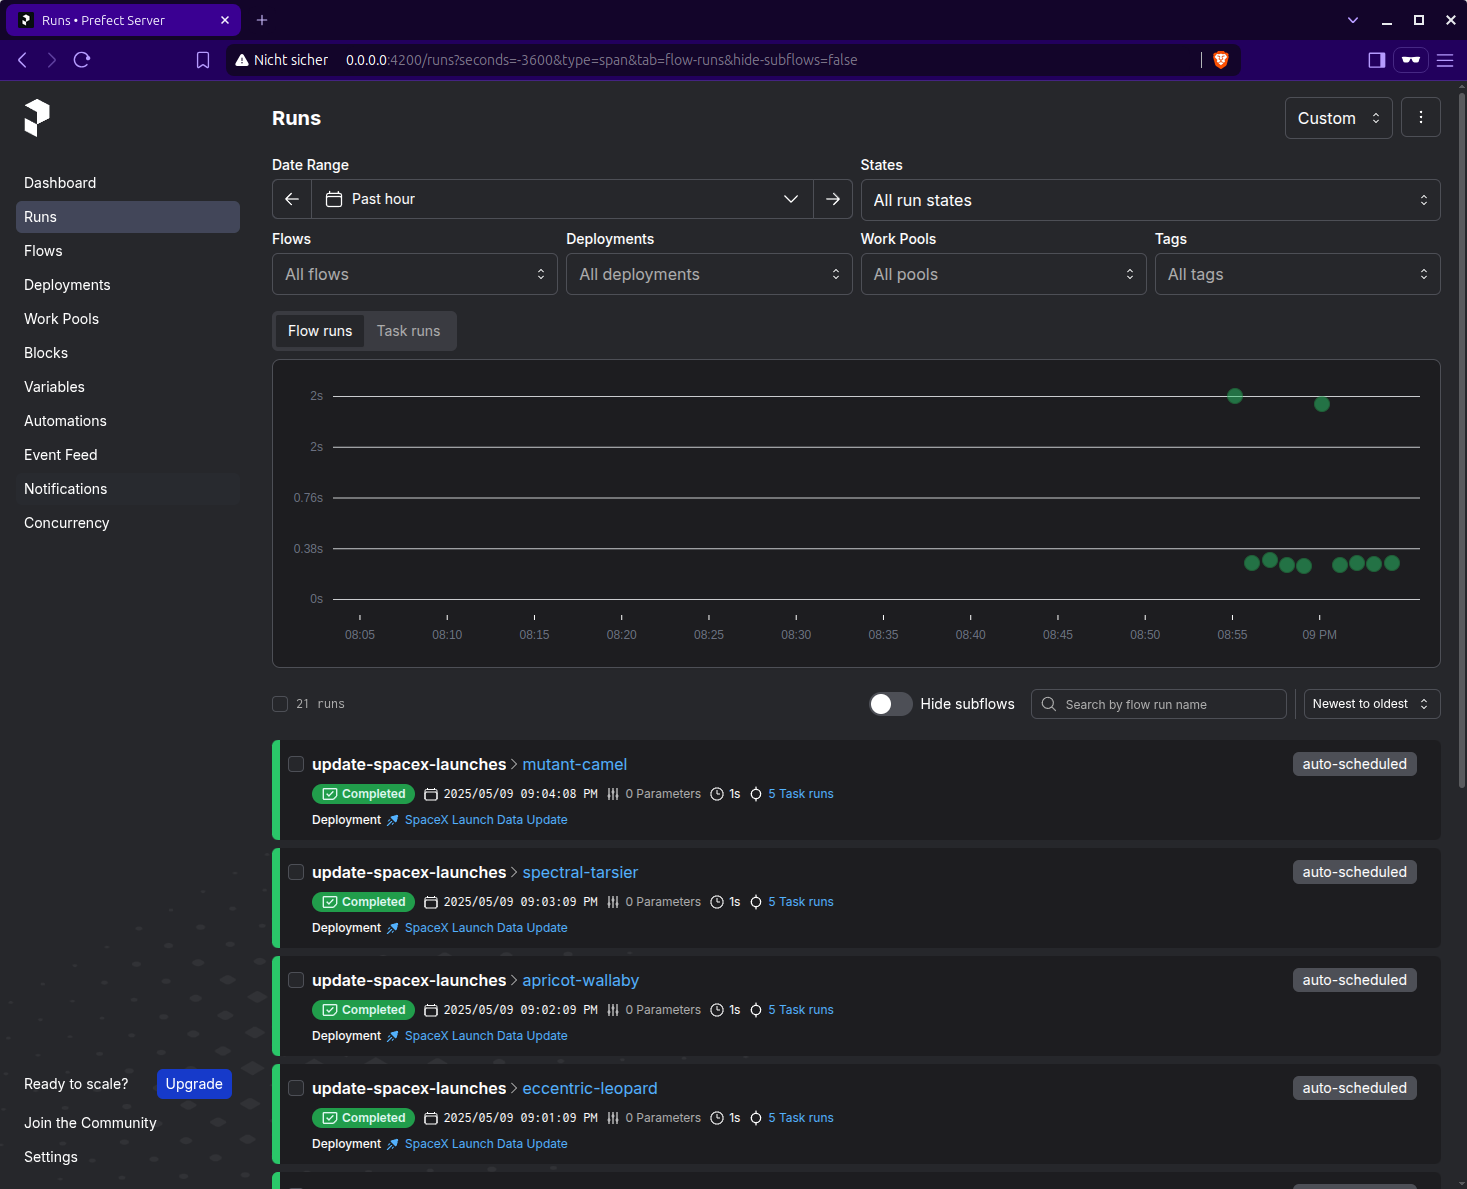 Runs • Prefect Server
Nicht sicher 0.0.0.0:4200/runs?seconds=-3600&type=span&tab=flow-runs&hide-subflows=false
Runs
Custom
Dashboard
Runs
Flows
Deployments
Work Pools
Blocks
Variables
Automations
Event Feed
Notifications
Concurrency
Date Range
States
Past hour
All run states
Flows
Deployments
Work Pools
Tags
All flows
All deployments
All pools
All tags
Flow runs
Task runs
2s
2s
0.76s
0.38s
0s
08:05 08:10 08:15 08:20 08:25 08:30 08:35 08:40 08:45 08:50 08:55 09 PM
21 runs
Hide subflows
Search by flow run name
Newest to oldest
update-spacex-launches mutant-camel
auto-scheduled
Completed 2025/05/09 09:04:08 PM 0 Parameters 1s 5 Task runs
Deployment SpaceX Launch Data Update
update-spacex-launches spectral-tarsier
auto-scheduled
Completed 2025/05/09 09:03:09 PM 0 Parameters 1s 5 Task runs
Deployment SpaceX Launch Data Update
update-spacex-launches apricot-wallaby
auto-scheduled
Completed 2025/05/09 09:02:09 PM 0 Parameters 1s 5 Task runs
Deployment SpaceX Launch Data Update
update-spacex-launches eccentric-leopard
auto-scheduled
Completed 2025/05/09 09:01:09 PM 0 Parameters 1s 5 Task runs
Deployment SpaceX Launch Data Update
Ready to scale?
Upgrade
Join the Community
Settings